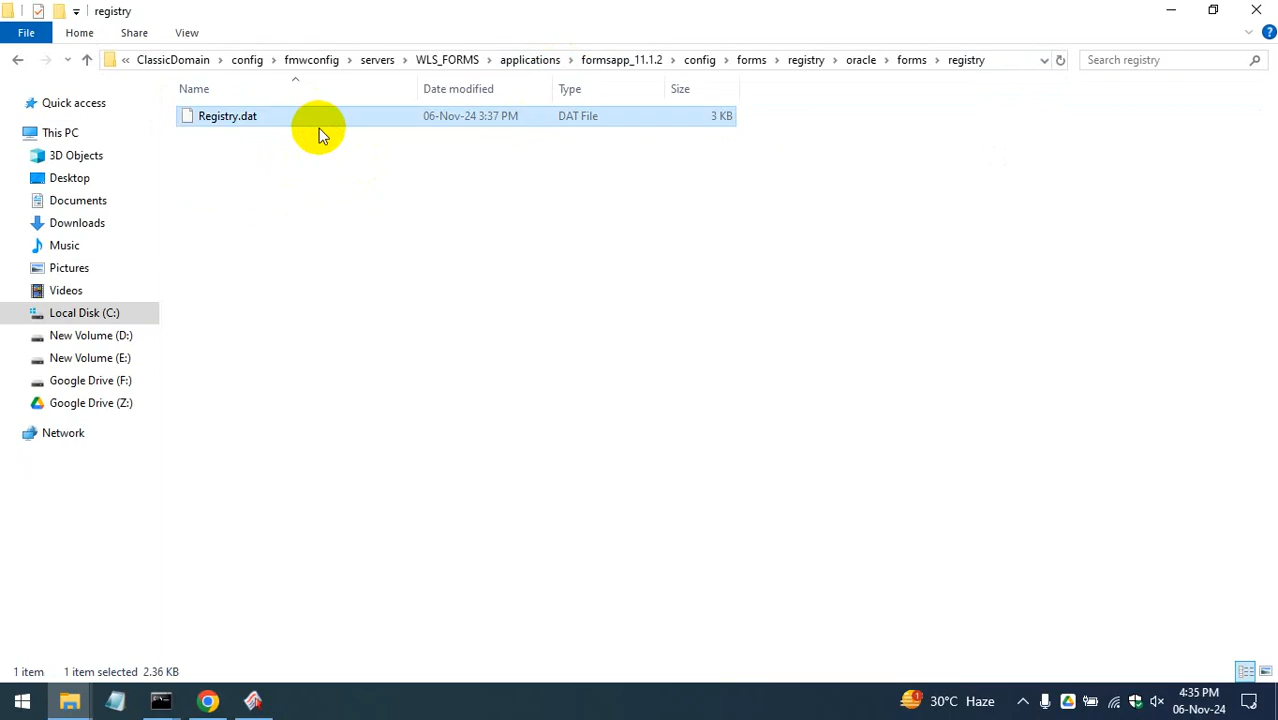 registry
File Home Share View
« ClassicDomain > config > fmwconfig > servers > WLS_FORMS > applications > formsapp_11.1.2 > config > forms > registry > oracle > forms > registry
Search registry
Name Date modified Type Size
Registry.dat 06-Nov-24 3:37 PM DAT File 3 KB
Quick access
This PC
3D Objects
Desktop
Documents
Downloads
Music
Pictures
Videos
Local Disk (C:)
New Volume (D:)
New Volume (E:)
Google Drive (F:)
Google Drive (Z:)
Network
1 item 1 item selected 2.36 KB
30°C Haze
4:35 PM
06-Nov-24